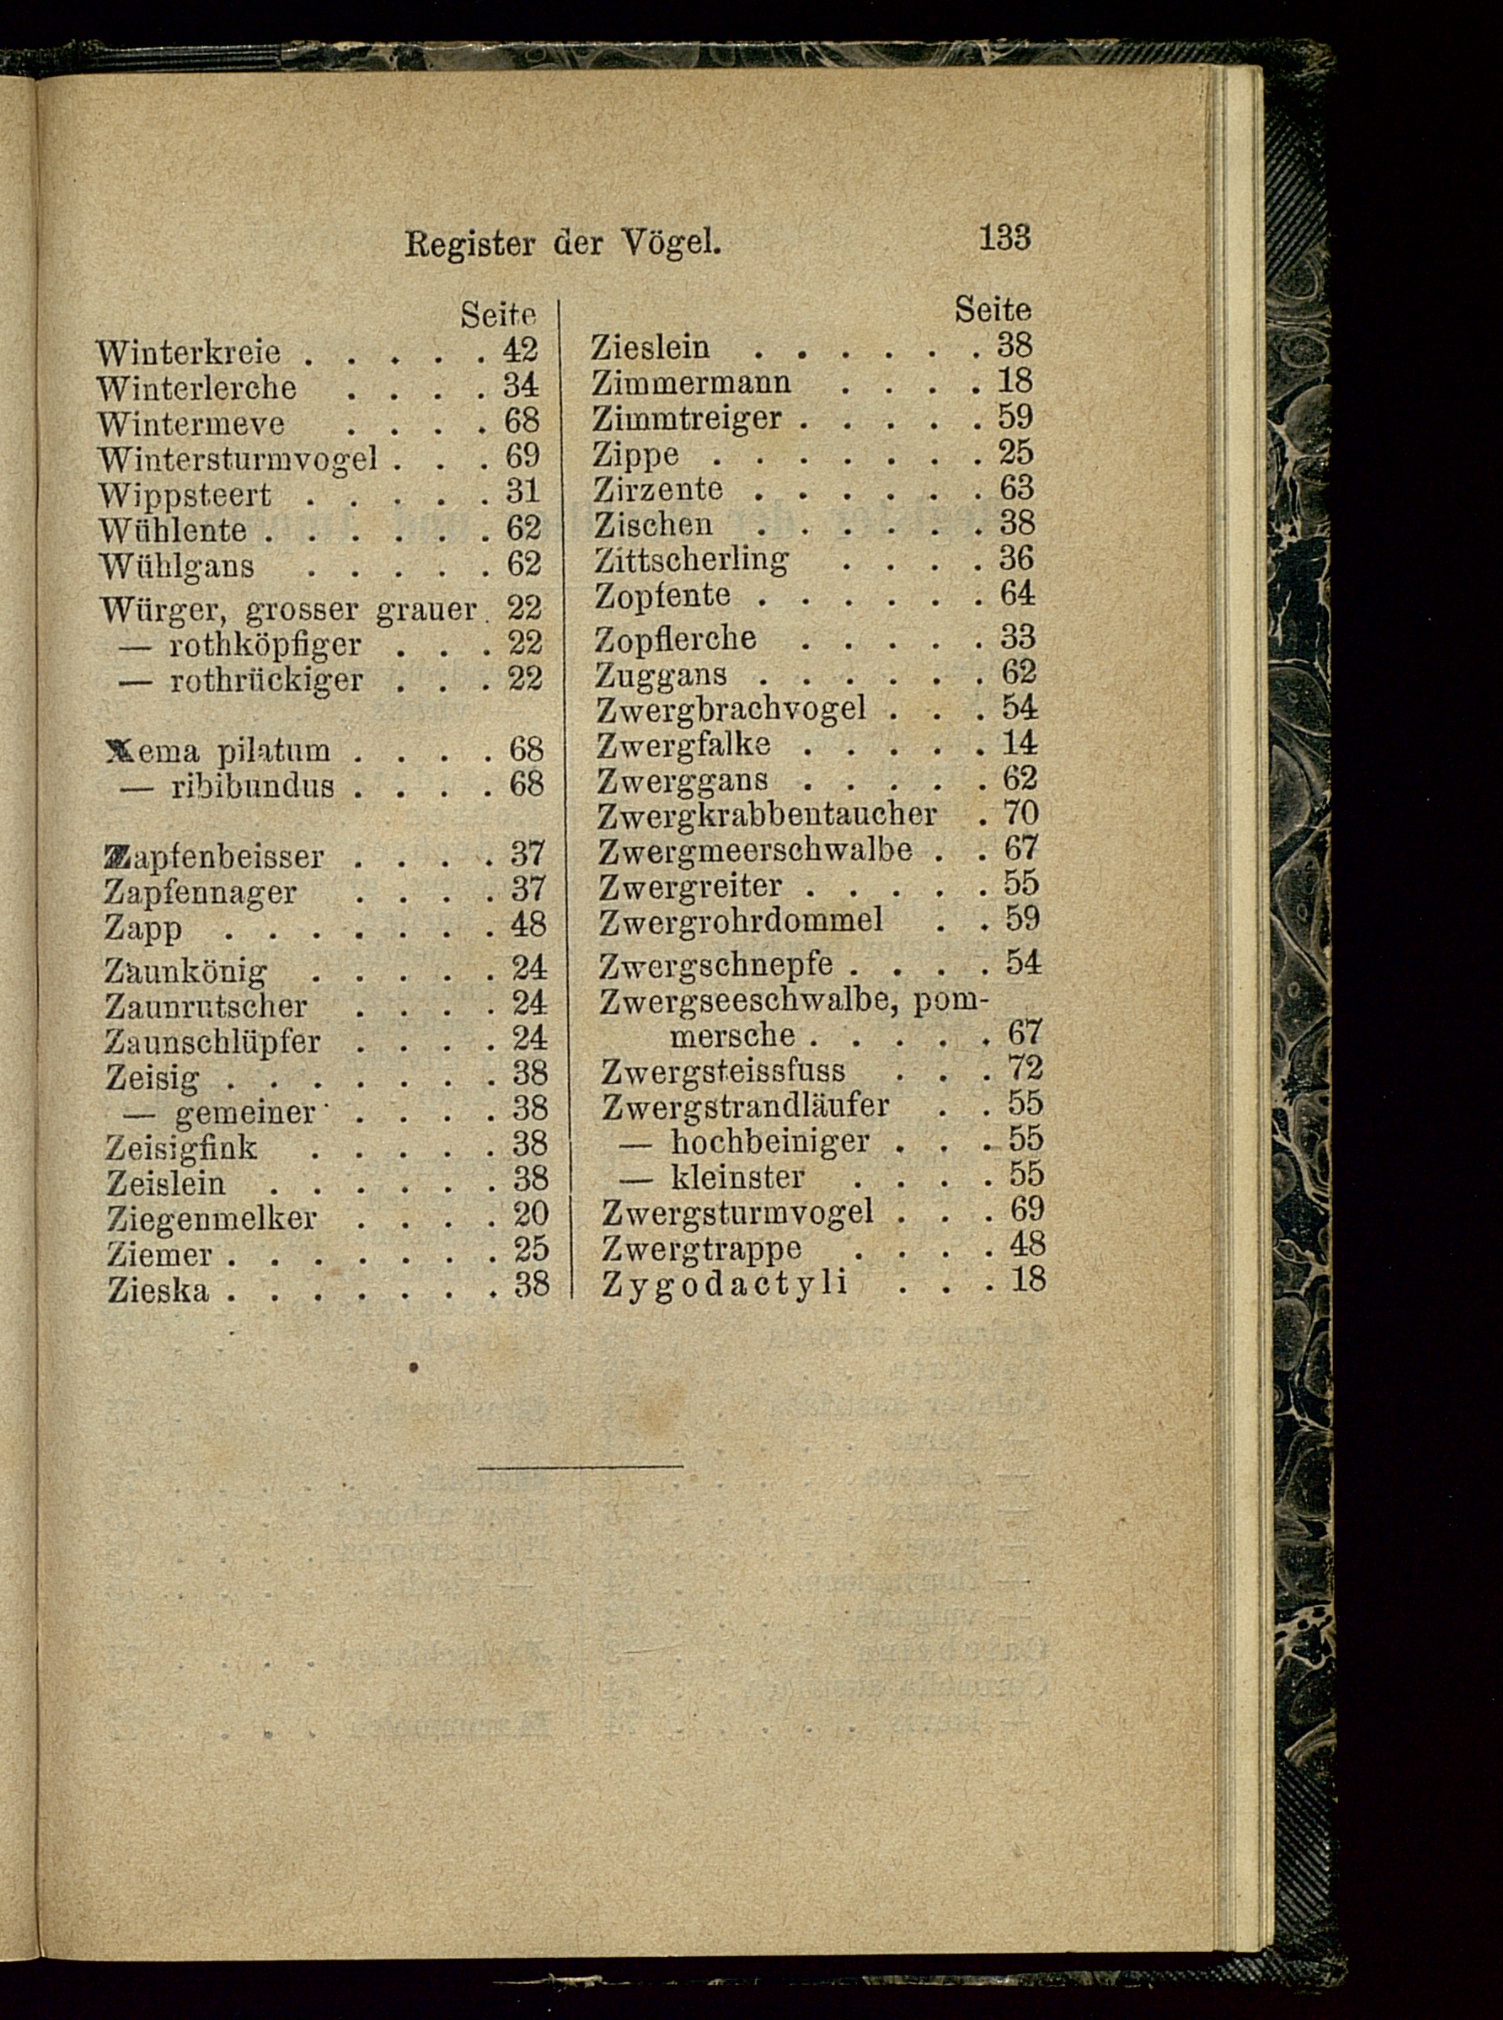 Register der Vögel. 133
Seite
Winterkreie . . . . . 42
Winterlerche . . . . 34
Wintermeve . . . . 68
Wintersturmvogel . . . 69
Wippsteert . . . . . 31
Wühlente . . . . . . 62
Wühlgans . . . . . 62
Würger, grosser grauer . 22
— rothköpfiger . . . 22
— rothrückiger . . . 22
Xema pilatum . . . . 68
— ribibundus . . . . 68
Zapfenbeisser . . . . 37
Zapfennager . . . . 37
Zapp . . . . . . . 48
Zaunkönig . . . . . 24
Zaunrutscher . . . . 24
Zaunschlüpfer . . . . 24
Zeisig . . . . . . . 38
— gemeiner . . . . 38
Zeisigfink . . . . . 38
Zeislein . . . . . . 38
Ziegenmelker . . . . 20
Ziemer . . . . . . . 25
Zieska . . . . . . . 38
Seite
Zieslein . . . . . . 38
Zimmermann . . . . 18
Zimmtreiger . . . . . 59
Zippe . . . . . . . 25
Zirzente . . . . . . 63
Zischen . . . . . . 38
Zittscherling . . . . 36
Zopfente . . . . . . 64
Zopflerche . . . . . 33
Zuggans . . . . . . 62
Zwergbrachvogel . . . 54
Zwergfalke . . . . . 14
Zwerggans . . . . . 62
Zwergkrabbentaucher . 70
Zwergmeerschwalbe . . 67
Zwergreiter . . . . . 55
Zwergrohrdommel . . 59
Zwergschnepfe . . . . 54
Zwergseeschwalbe, pom-
mersche . . . . . 67
Zwergsteissfuss . . . 72
Zwergstrandläufer . . 55
— hochbeiniger . . . 55
— kleinster . . . . 55
Zwergsturmvogel . . . 69
Zwergtrappe . . . . 48
Zygodactyli . . . 18